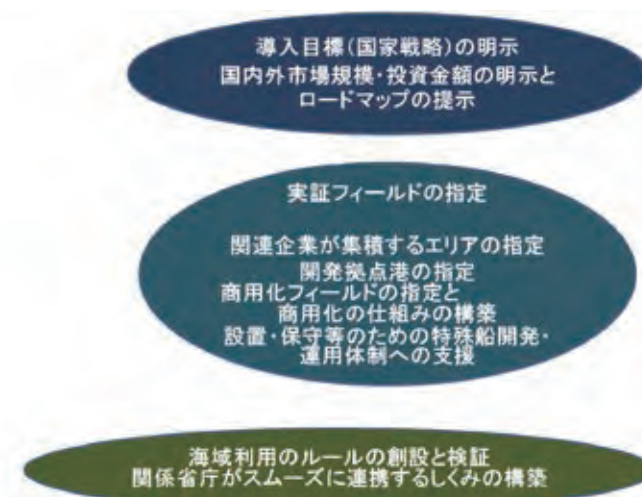 導入目標(国家戦略)の明示
国内外市場規模・投資金額の明示と
ロードマップの提示
実証フィールドの指定
関連企業が集積するエリアの指定
開発拠点港の指定
商用化フィールドの指定と
商用化の仕組みの構築
設置・保守等のための特殊船開発・
運用体制への支援
海域利用のルールの創設と検証
関係省庁がスムーズに連携するしくみの構築